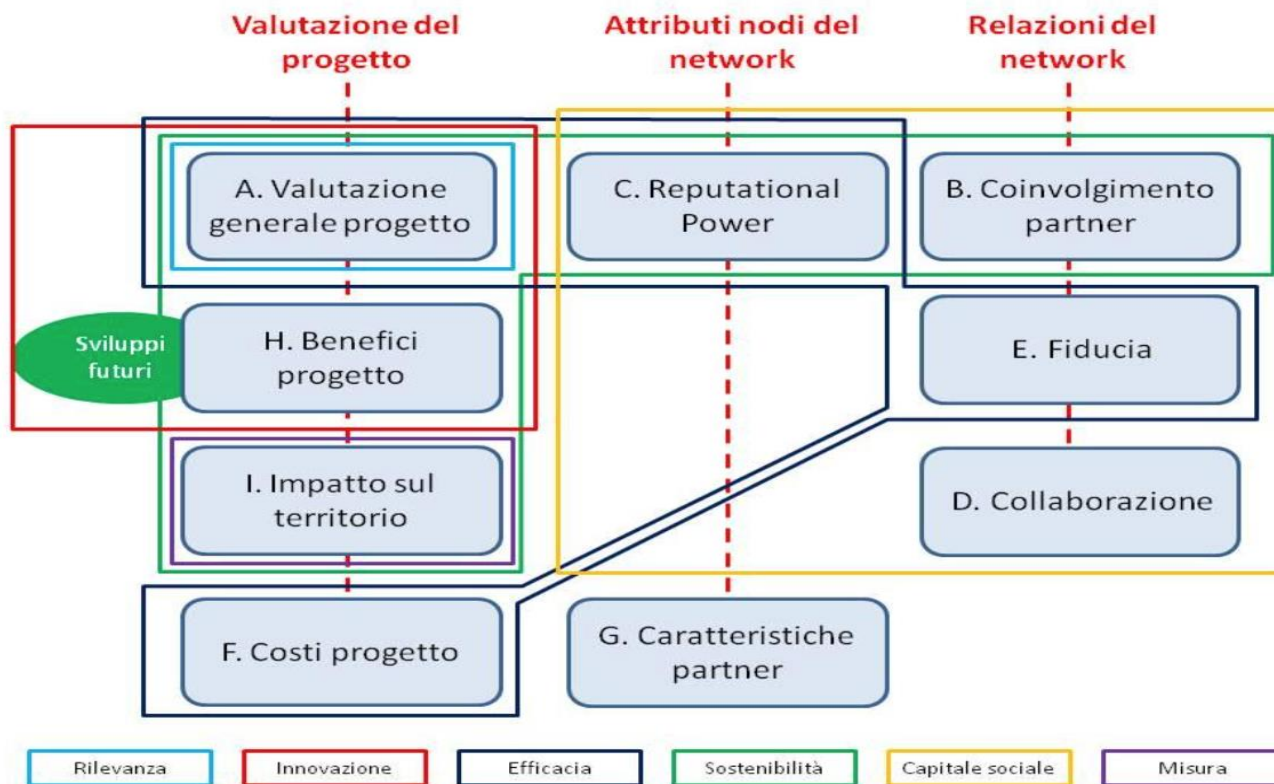 Valutazione del
progetto
Attributi nodi del
network
Relazioni del
network
A. Valutazione
generale progetto
C. Reputational
Power
B. Coinvolgimento
partner
Sviluppi
futuri
H. Benefici
progetto
E. Fiducia
I. Impatto sul
territorio
D. Collaborazione
F. Costi progetto
G. Caratteristiche
partner
Rilevanza
Innovazione
Efficacia
Sostenibilità
Capitale sociale
Misura